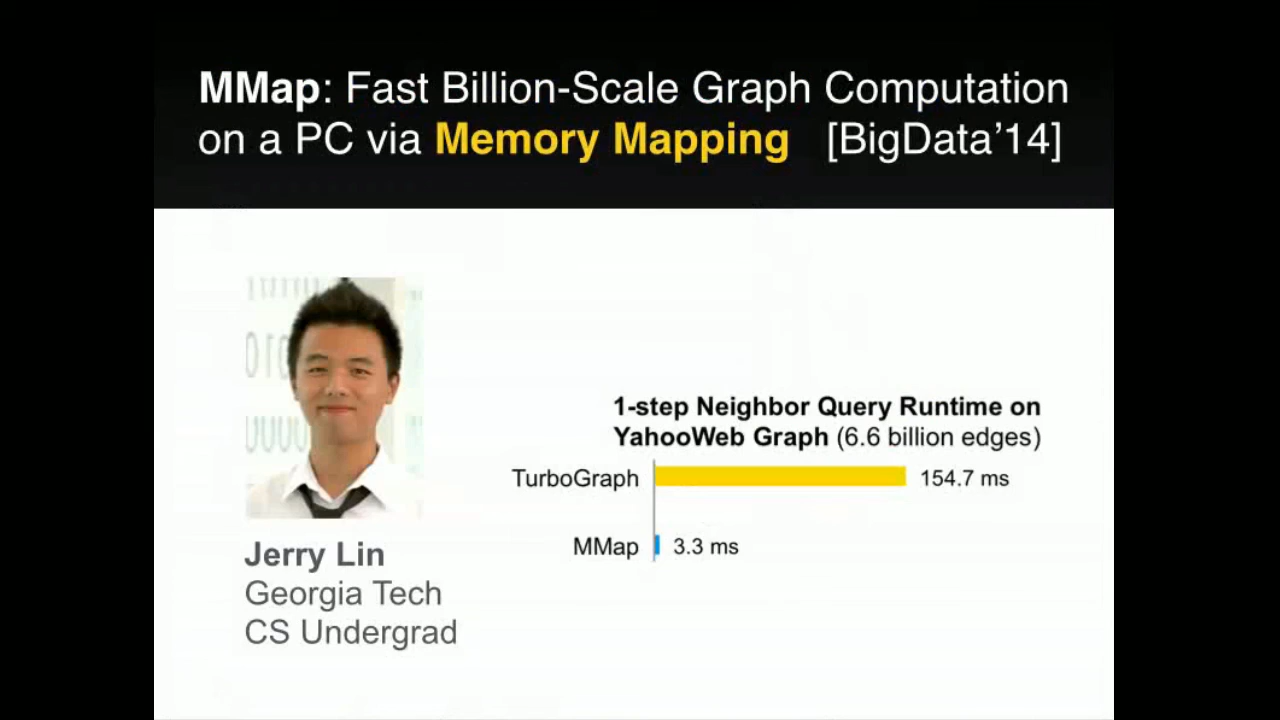 MMap: Fast Billion-Scale Graph Computation
on a PC via Memory Mapping [BigData’14]
Jerry Lin
Georgia Tech
CS Undergrad
1-step Neighbor Query Runtime on
YahooWeb Graph (6.6 billion edges)
TurboGraph 154.7 ms
MMap 3.3 ms